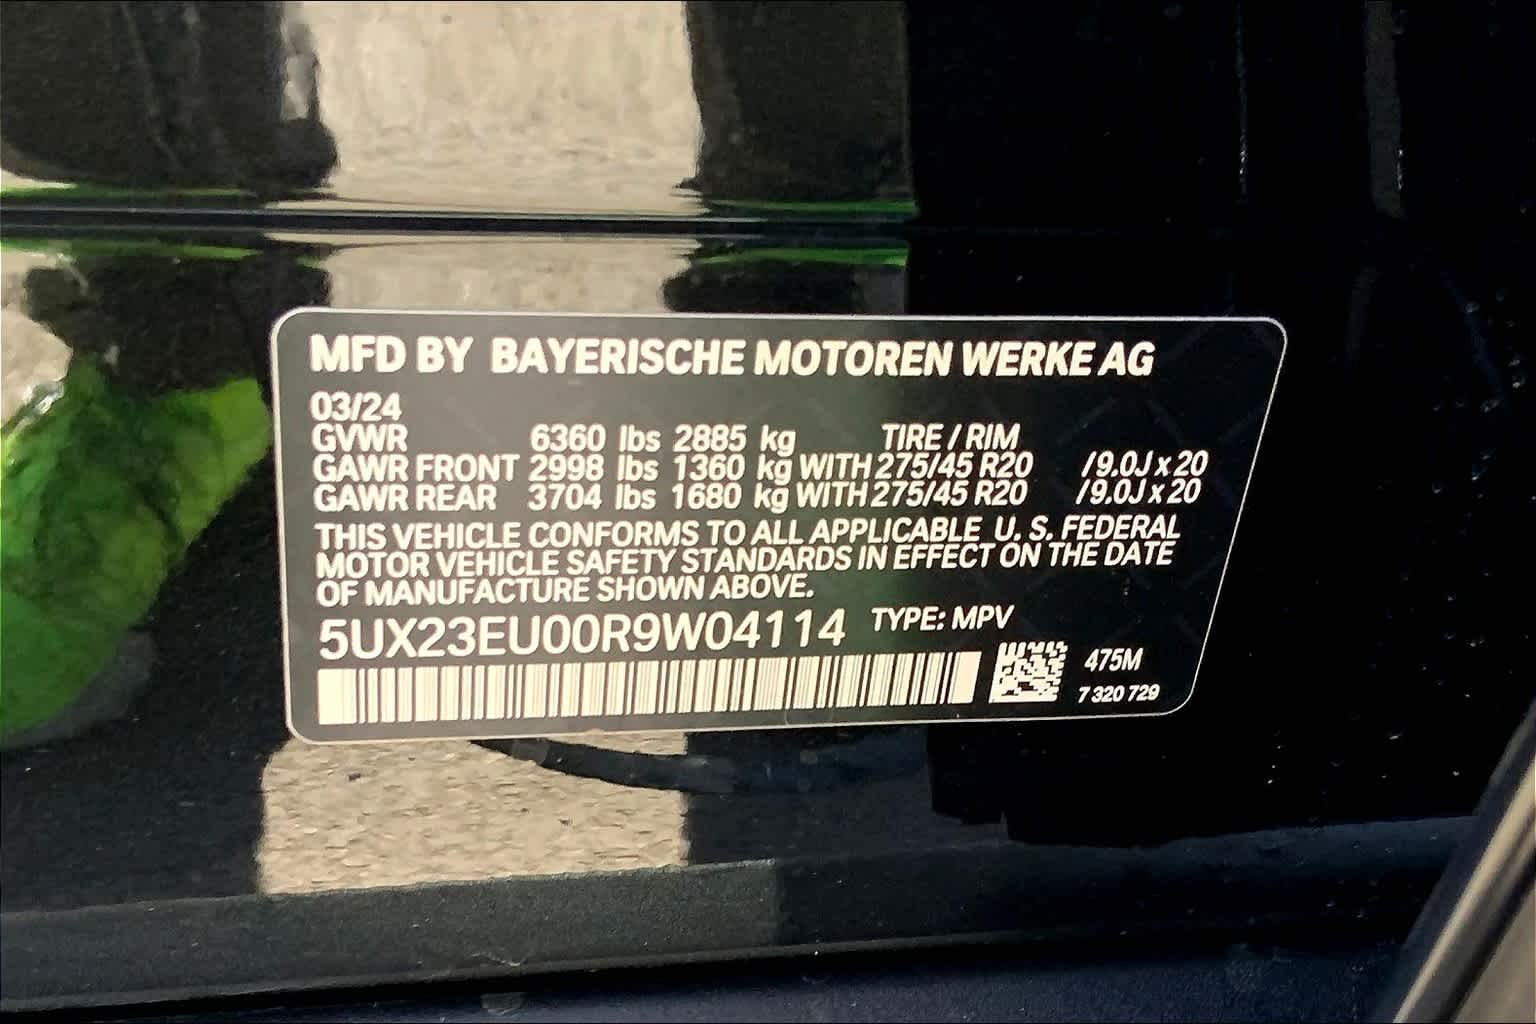 MFD BY BAYERISCHE MOTOREN WERKE AG
03/24
GVWR 6360 lbs 2885 kg TIRE / RIM
GAWR FRONT 2998 lbs 1360 kg WITH 275/45 R20 /9.0J x 20
GAWR REAR 3704 lbs 1680 kg WITH 275/45 R20 /9.0J x 20
THIS VEHICLE CONFORMS TO ALL APPLICABLE U. S. FEDERAL
MOTOR VEHICLE SAFETY STANDARDS IN EFFECT ON THE DATE
OF MANUFACTURE SHOWN ABOVE.
5UX23EU00R9W04114 TYPE: MPV
475M
7 320 729